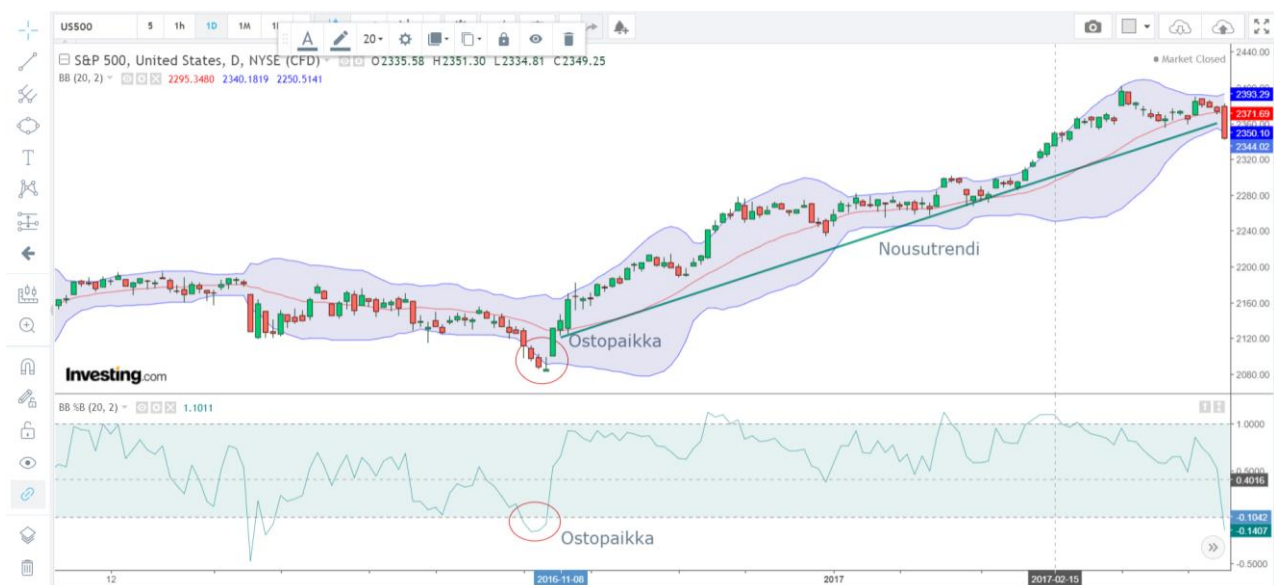 US500 5 1h 1D 1M
A 20
S&P 500, United States, D, NYSE (CFD) O2335.58 H2351.30 L2334.81 C2349.25
Market Closed
BB (20, 2) 2295.3480 2340.1819 2250.5141
2440.00
2393.29
2371.69
2350.10
2344.02
2320.00
2280.00
2240.00
Nousutrendi
2200.00
2160.00
Ostopaikka
2120.00
2080.00
Investing.com
BB %B (20, 2) 1.1011
1.0000
0.5000
0.4016
-0.1042
-0.1407
Ostopaikka
-0.5000
12 2016-11-08 2017 2017-02-15